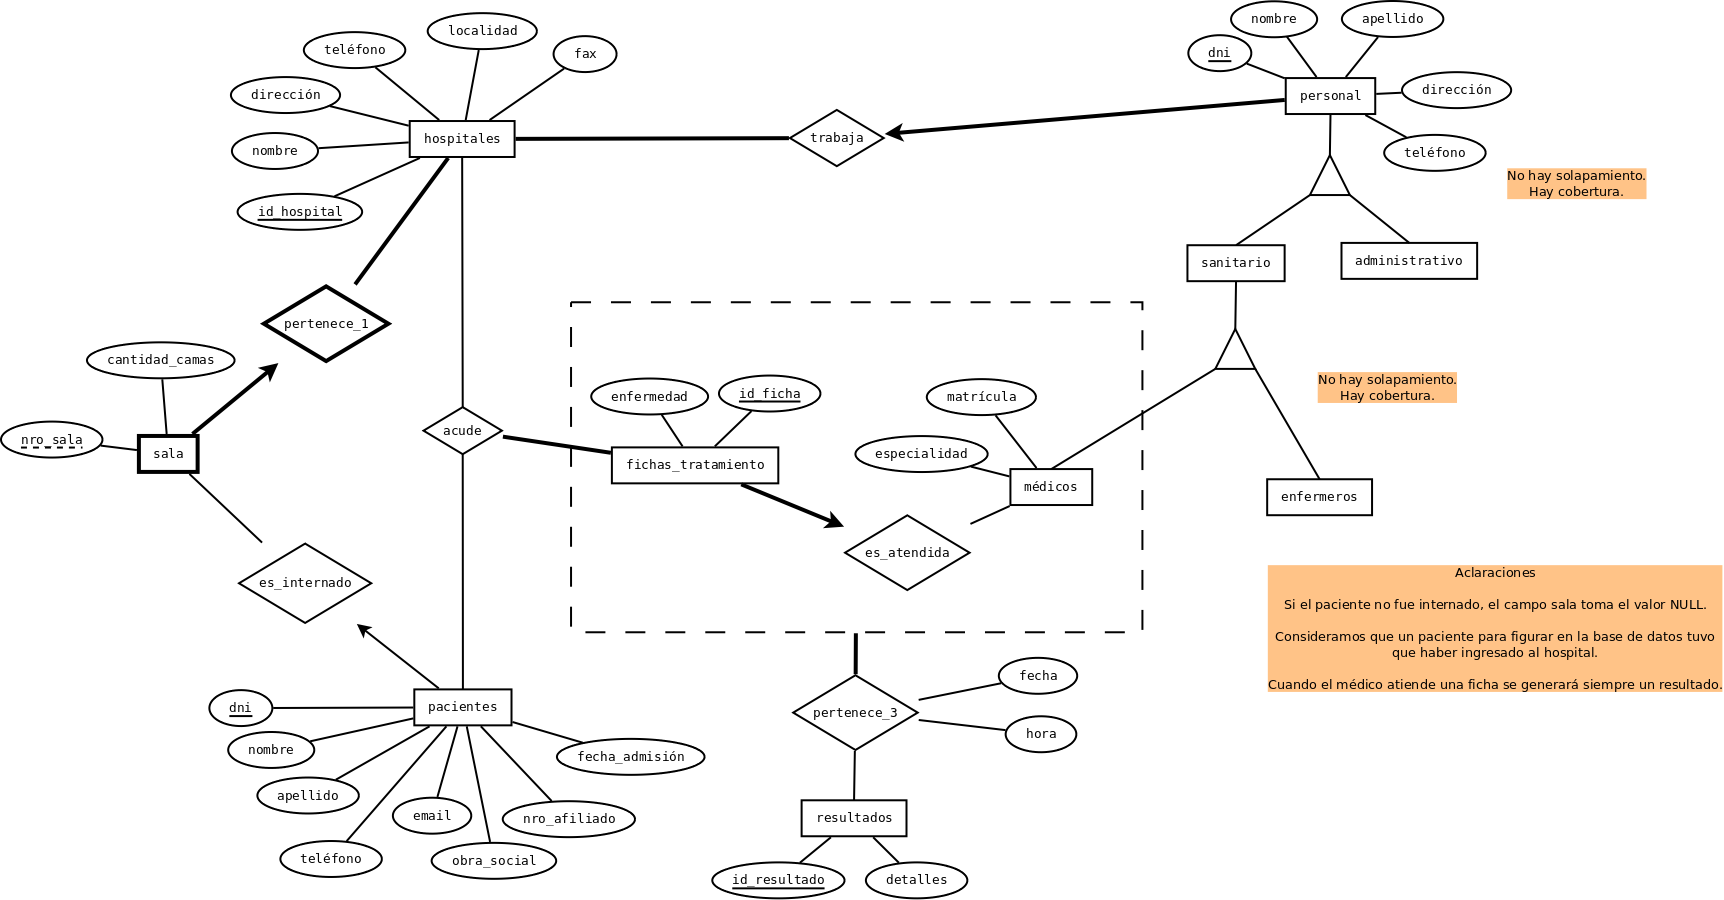 nombre
apellido
localidad
teléfono
fax
dni
dirección
personal
dirección
hospitales
trabaja
nombre
teléfono
No hay solapamiento.
Hay cobertura.
id_hospital
sanitario
administrativo
pertenece_1
cantidad_camas
No hay solapamiento.
Hay cobertura.
enfermedad
id_ficha
matrícula
acude
nro_sala
sala
especialidad
fichas_tratamiento
médicos
enfermeros
es_atendida
es_internado
Aclaraciones
Si el paciente no fue internado, el campo sala toma el valor NULL.
Consideramos que un paciente para figurar en la base de datos tuvo
que haber ingresado al hospital.
Cuando el médico atiende una ficha se generará siempre un resultado.
fecha
dni
pacientes
pertenece_3
hora
nombre
fecha_admisión
apellido
email
nro_afiliado
resultados
teléfono
obra_social
id_resultado
detalles